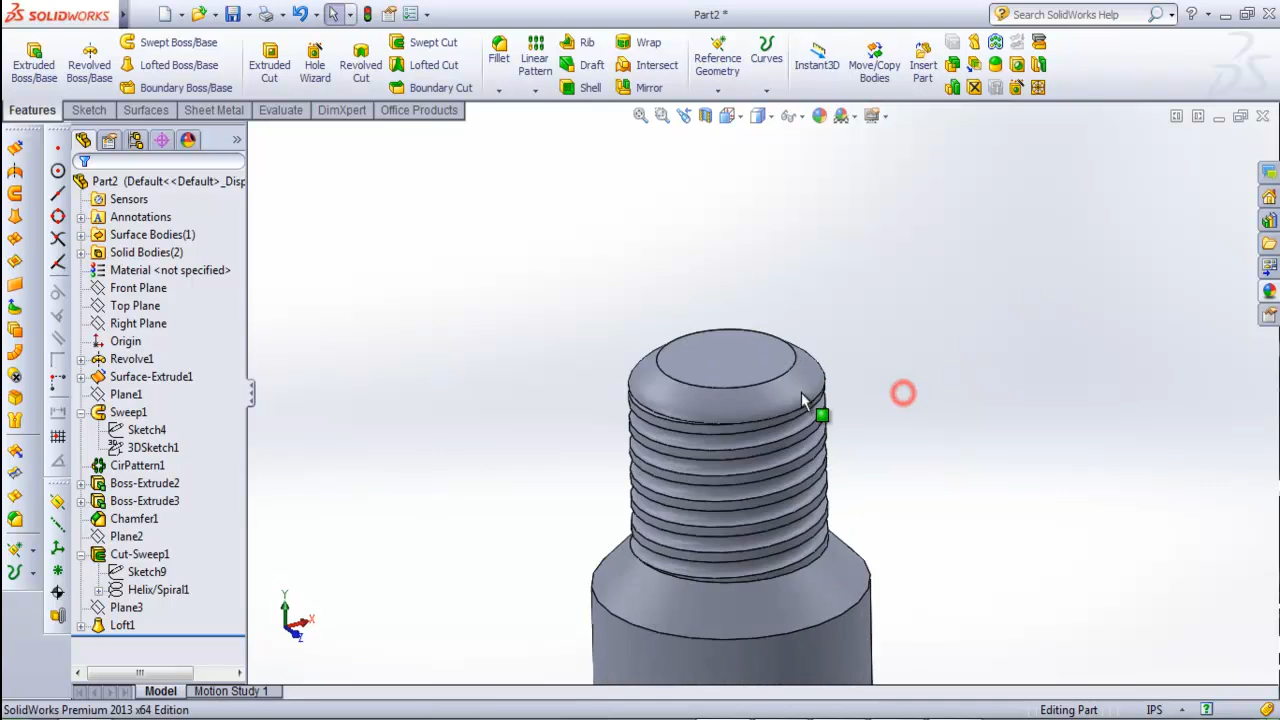 SOLIDWORKS
Part2 *
Search SolidWorks Help
Extruded Boss/Base
Revolved Boss/Base
Swept Boss/Base
Lofted Boss/Base
Boundary Boss/Base
Extruded Cut
Hole Wizard
Revolved Cut
Swept Cut
Lofted Cut
Boundary Cut
Fillet
Linear Pattern
Rib
Draft
Shell
Wrap
Intersect
Mirror
Reference Geometry
Curves
Instant3D
Move/Copy Bodies
Insert Part
Features
Sketch
Surfaces
Sheet Metal
Evaluate
DimXpert
Office Products
Part2 (Default<<Default>_Disp
Sensors
Annotations
Surface Bodies(1)
Solid Bodies(2)
Material <not specified>
Front Plane
Top Plane
Right Plane
Origin
Revolve1
Surface-Extrude1
Plane1
Sweep1
Sketch4
3DSketch1
CirPattern1
Boss-Extrude2
Boss-Extrude3
Chamfer1
Plane2
Cut-Sweep1
Sketch9
Helix/Spiral1
Plane3
Loft1
Y
X
Z
Model
Motion Study 1
SolidWorks Premium 2013 x64 Edition
Editing Part
IPS